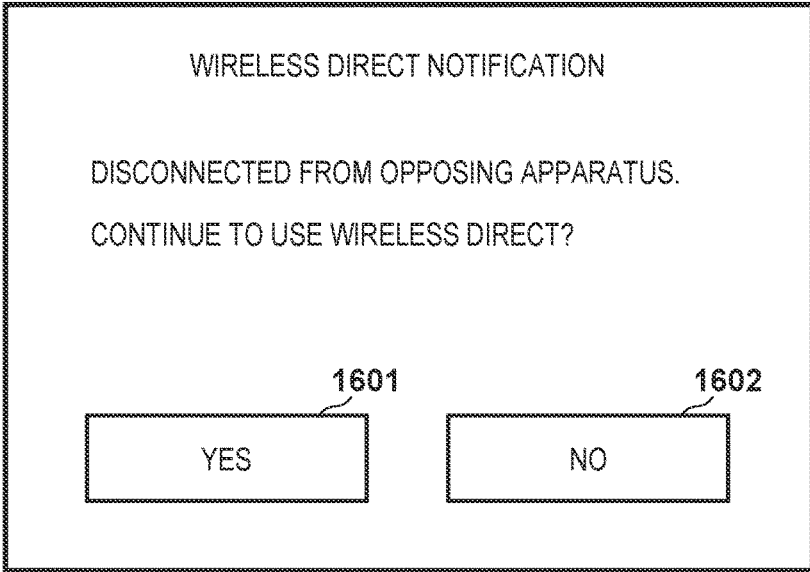 WIRELESS DIRECT NOTIFICATION
DISCONNECTED FROM OPPOSING APPARATUS.
CONTINUE TO USE WIRELESS DIRECT?
1601 1602
YES NO